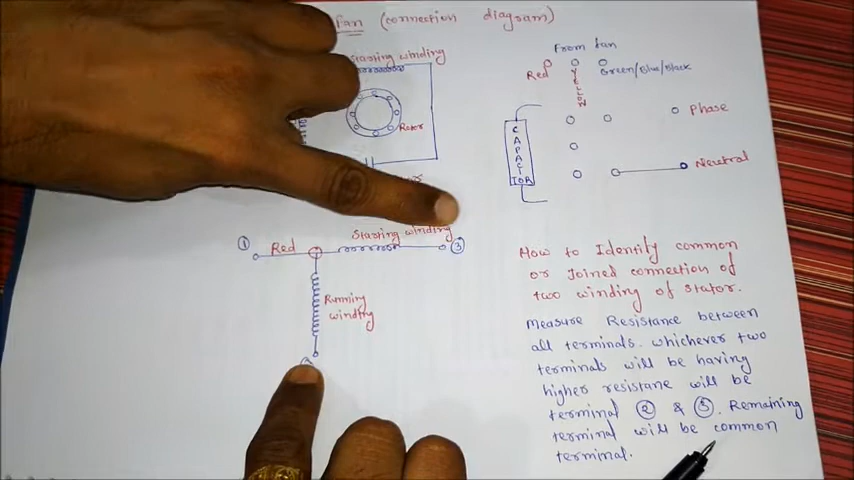 Fan (connection diagram)
Starting winding
Rotor
From fan
Red
YELLOW
Green/Blue/Black
CAPACITOR
Phase
Neutral
Starting winding
1
Red
3
Running
winding
How to Identify common
or Joined connection of
two winding of stator.
Measure Resistance between
all terminals. whichever two
terminals will be having
higher resistance will be
terminal 2 & 3. Remaining
terminal will be common
terminal.